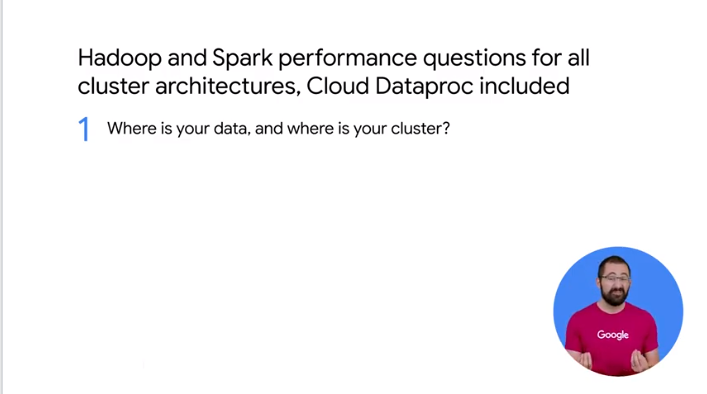 Hadoop and Spark performance questions for all
cluster architectures, Cloud Dataproc included
1 Where is your data, and where is your cluster?
Google